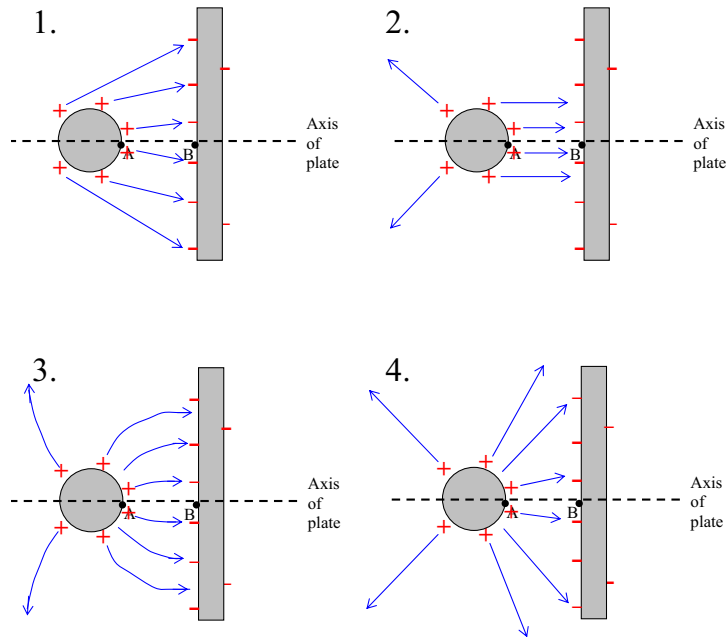 1.
A
B
Axis
of
plate
2.
A
B
Axis
of
plate
3.
A
B
Axis
of
plate
4.
A
B
Axis
of
plate